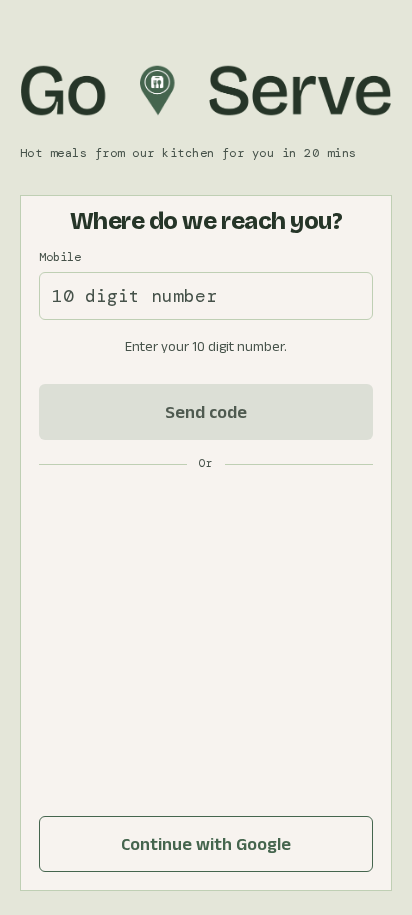 Go Serve
Hot meals from our kitchen for you in 20 mins
Where do we reach you?
Mobile
10 digit number
Enter your 10 digit number.
Send code
Or
Continue with Google